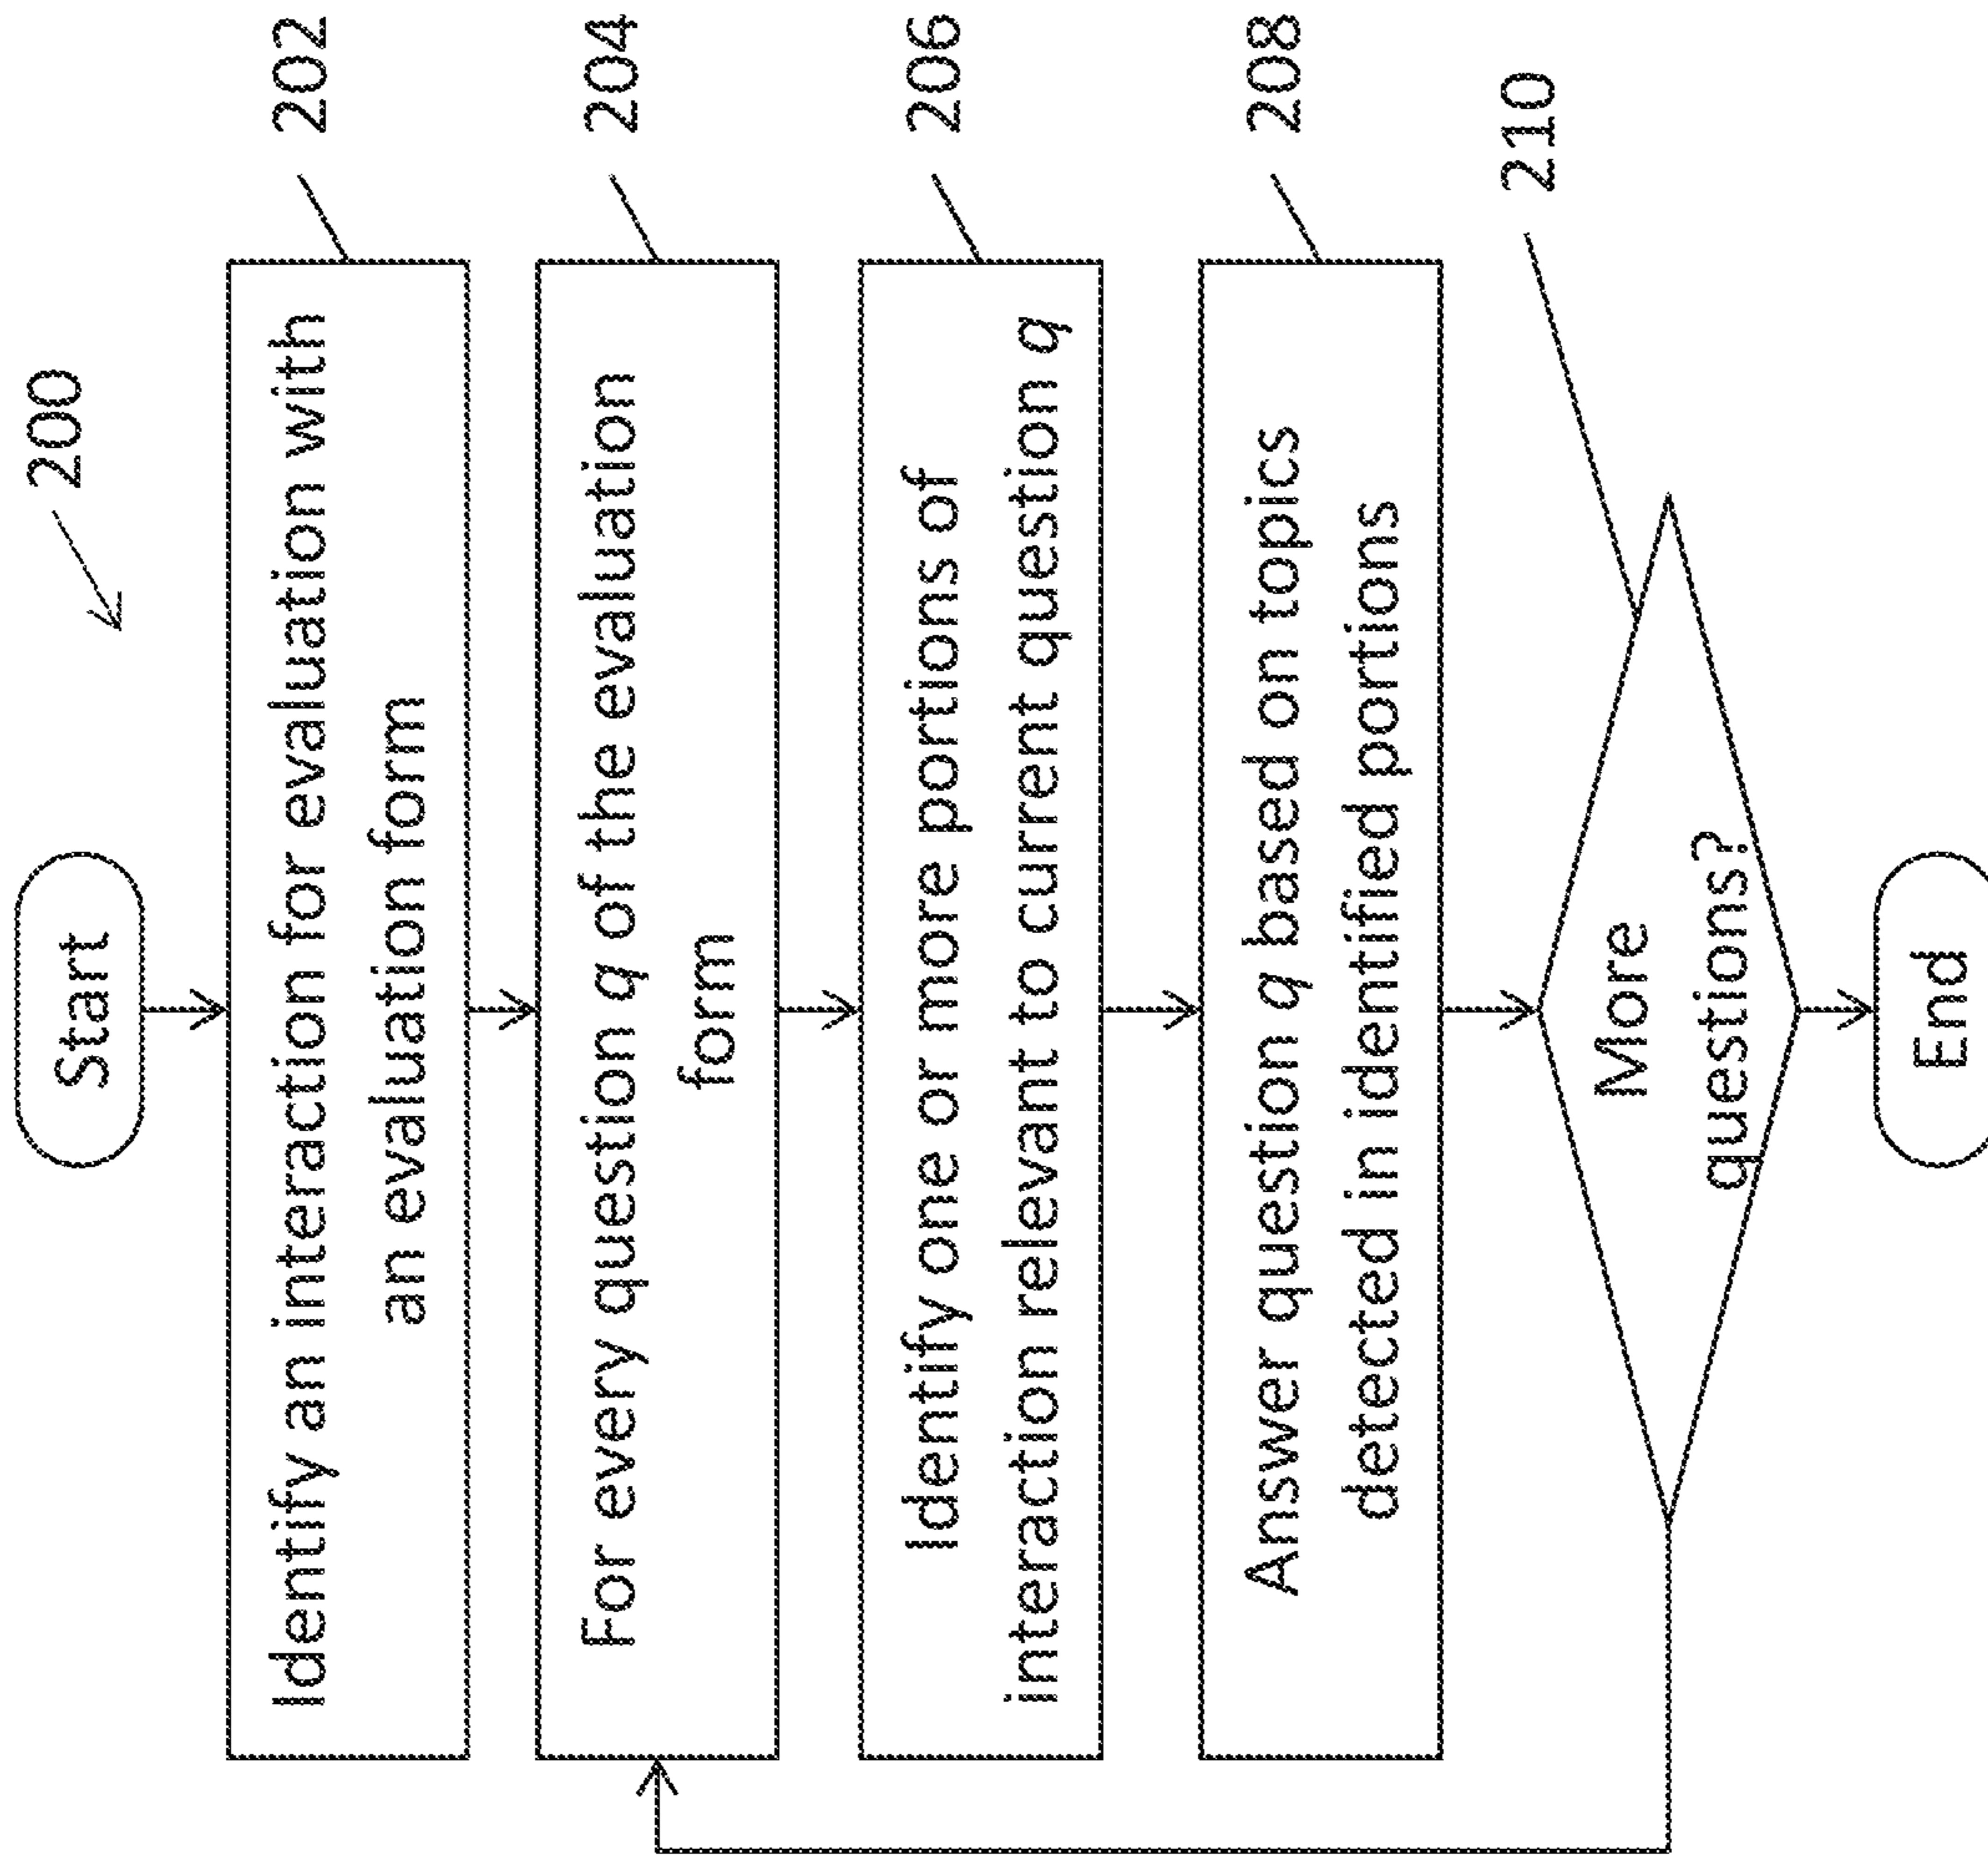 200
Start
Identify an interaction for evaluation with
an evaluation form
202
For every question q of the evaluation
form
204
Identify one or more portions of
interaction relevant to current question q
206
Answer question q based on topics
detected in identified portions
208
More
questions?
210
End